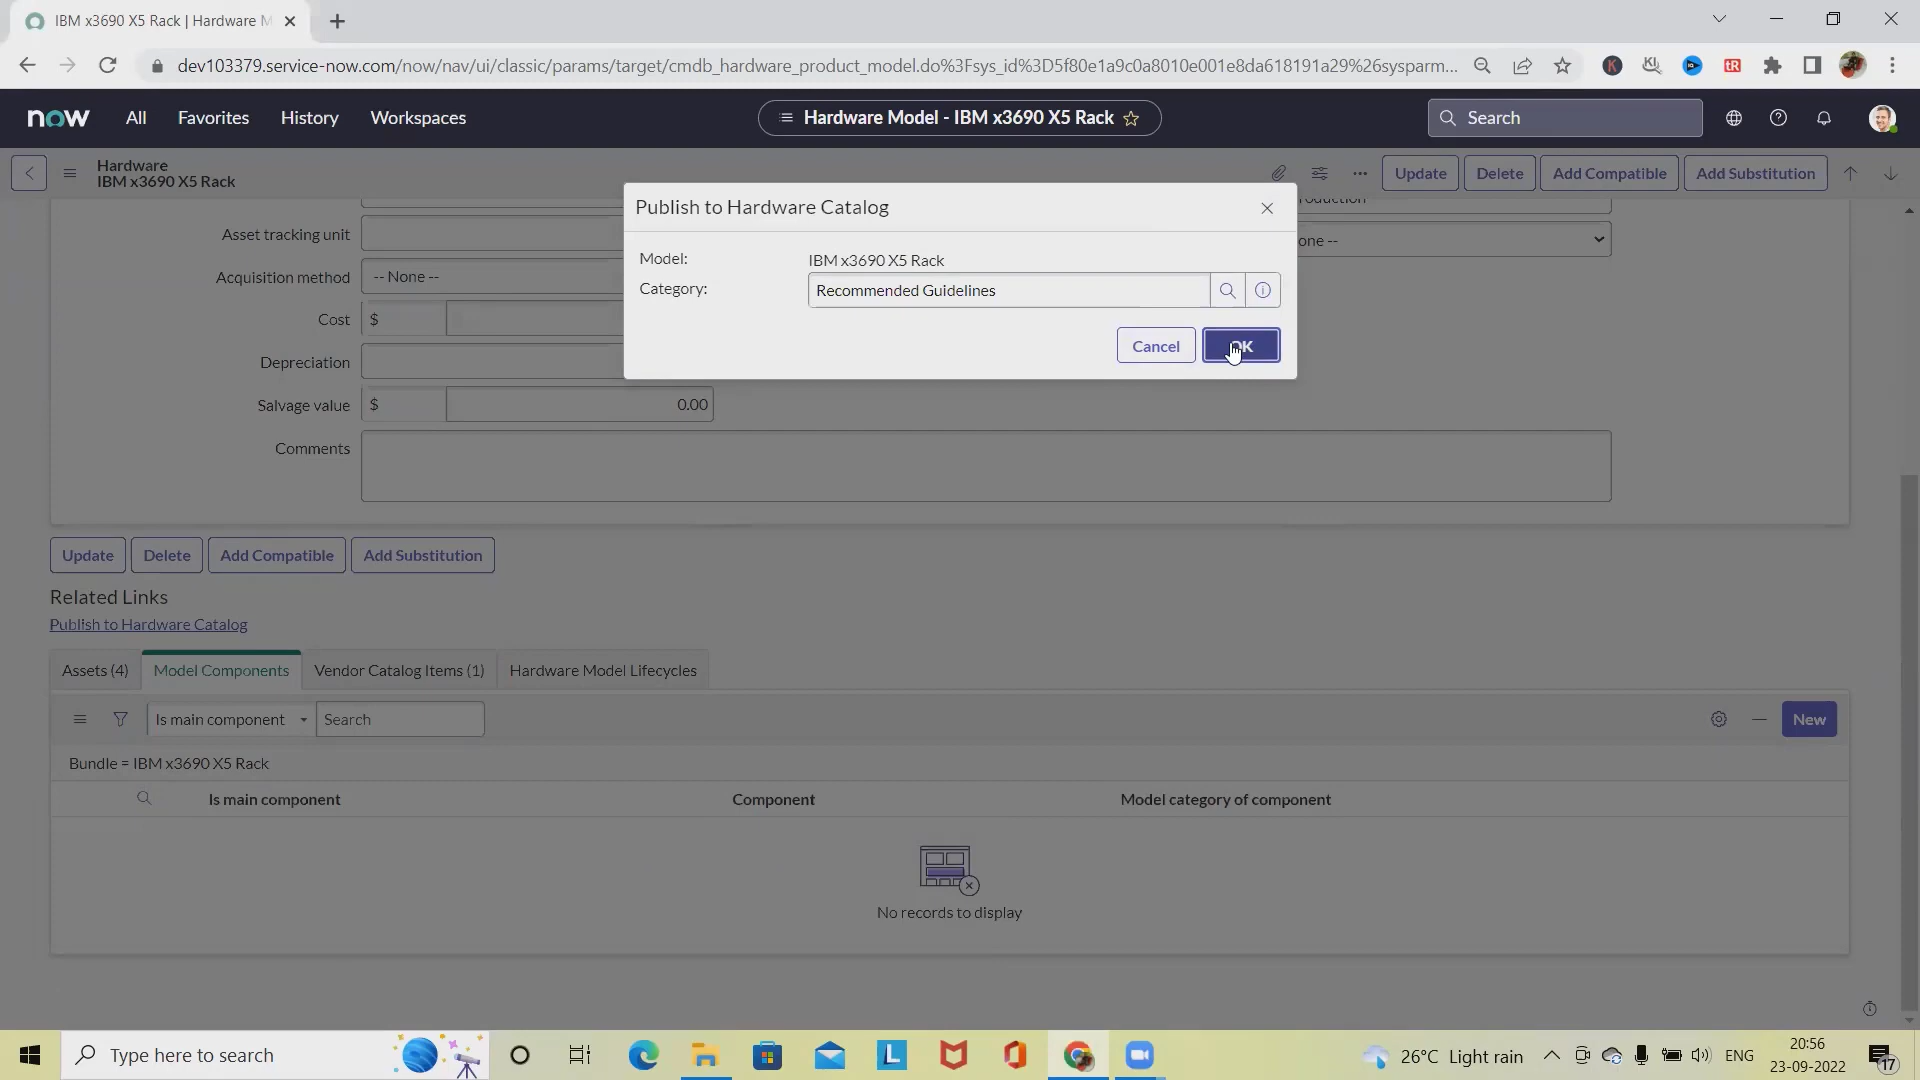 IBM x3690 X5 Rack | Hardware M
dev103379.service-now.com/now/nav/ui/classic/params/target/cmdb_hardware_product_model.do%3Fsys_id%3D5f80e1a9c0a8010e001e8da618191a29%26sysparm...
now All Favorites History Workspaces
Hardware Model - IBM x3690 X5 Rack
Search
Hardware
IBM x3690 X5 Rack
Update Delete Add Compatible Add Substitution
Publish to Hardware Catalog
Model: IBM x3690 X5 Rack
Category: Recommended Guidelines
Cancel OK
Asset tracking unit
Acquisition method -- None --
Cost $
Depreciation
Salvage value $ 0.00
Comments
Update Delete Add Compatible Add Substitution
Related Links
Publish to Hardware Catalog
Assets (4) Model Components Vendor Catalog Items (1) Hardware Model Lifecycles
Is main component Search New
Bundle = IBM x3690 X5 Rack
Is main component Component Model category of component
No records to display
Type here to search
26°C Light rain
ENG
20:56
23-09-2022
17